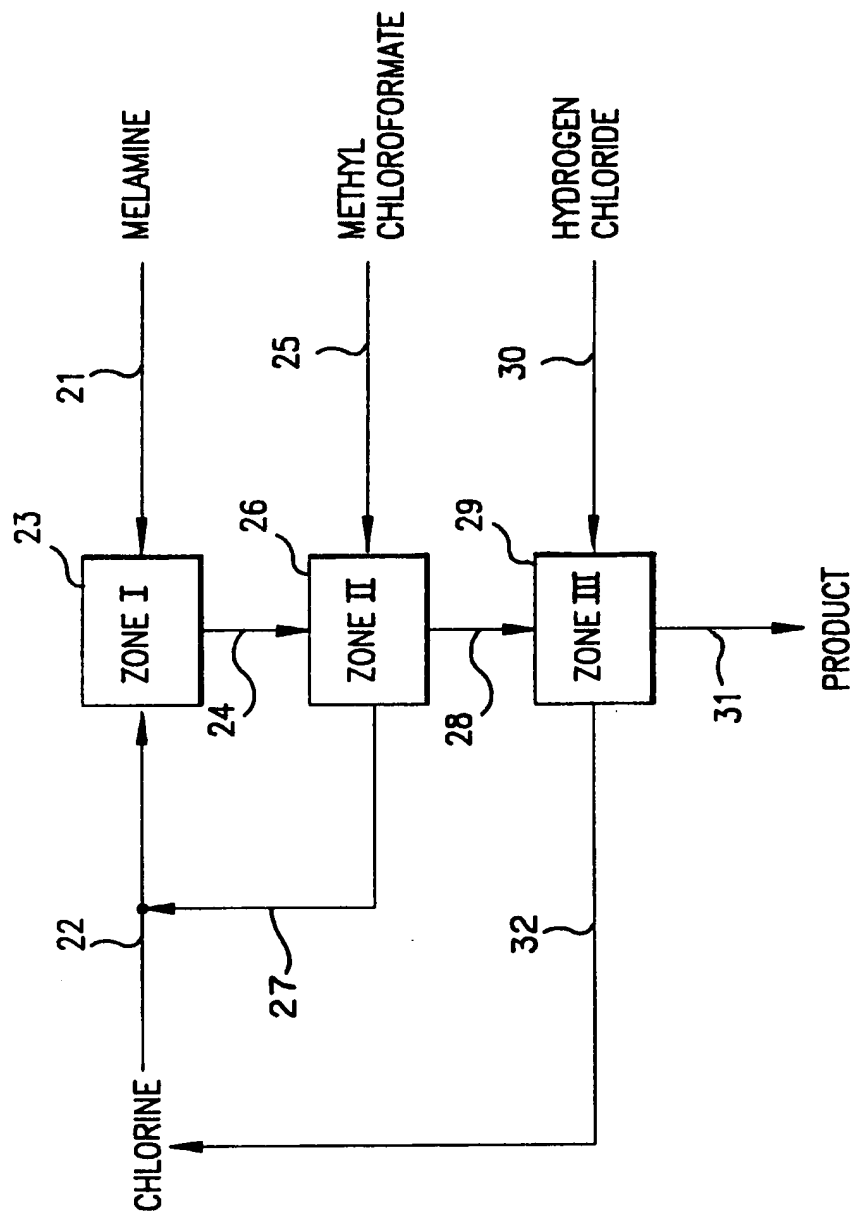 MELAMINE
METHYL
CHLOROFORMATE
HYDROGEN
CHLORIDE
21
25
30
23
26
29
ZONE I
ZONE II
ZONE III
24
28
31
PRODUCT
22
27
32
CHLORINE